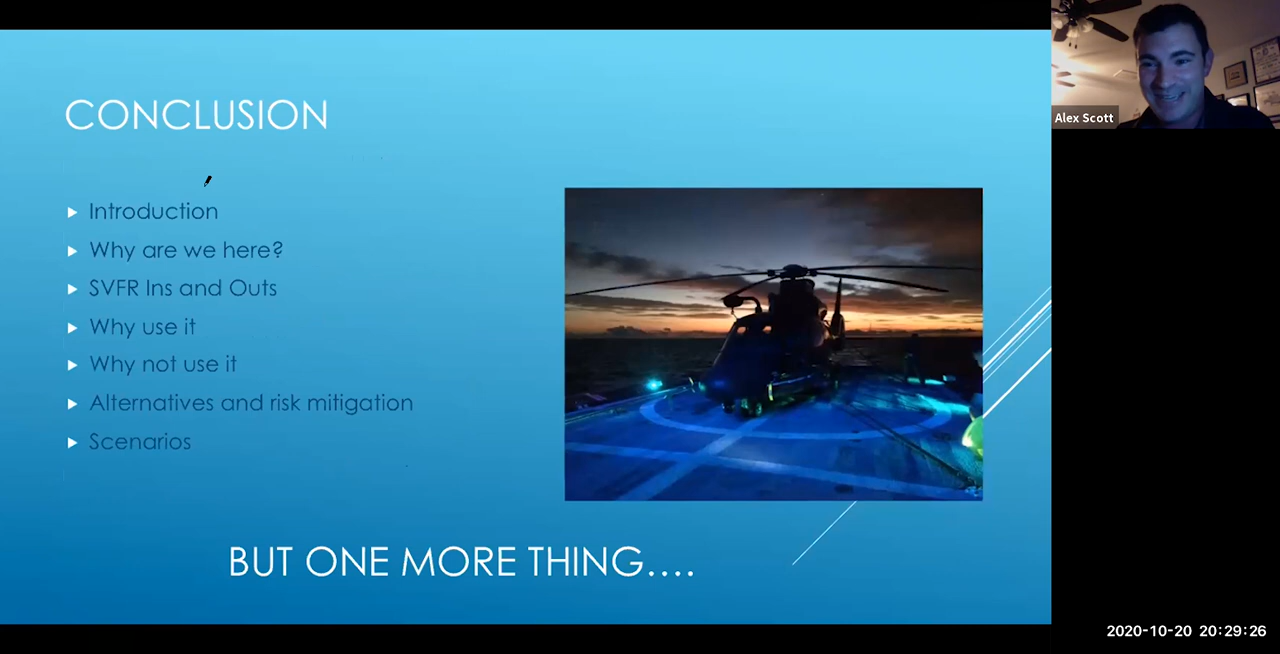 CONCLUSION
Introduction
Why are we here?
SVFR Ins and Outs
Why use it
Why not use it
Alternatives and risk mitigation
Scenarios
BUT ONE MORE THING....
Alex Scott
2020-10-20 20:29:26